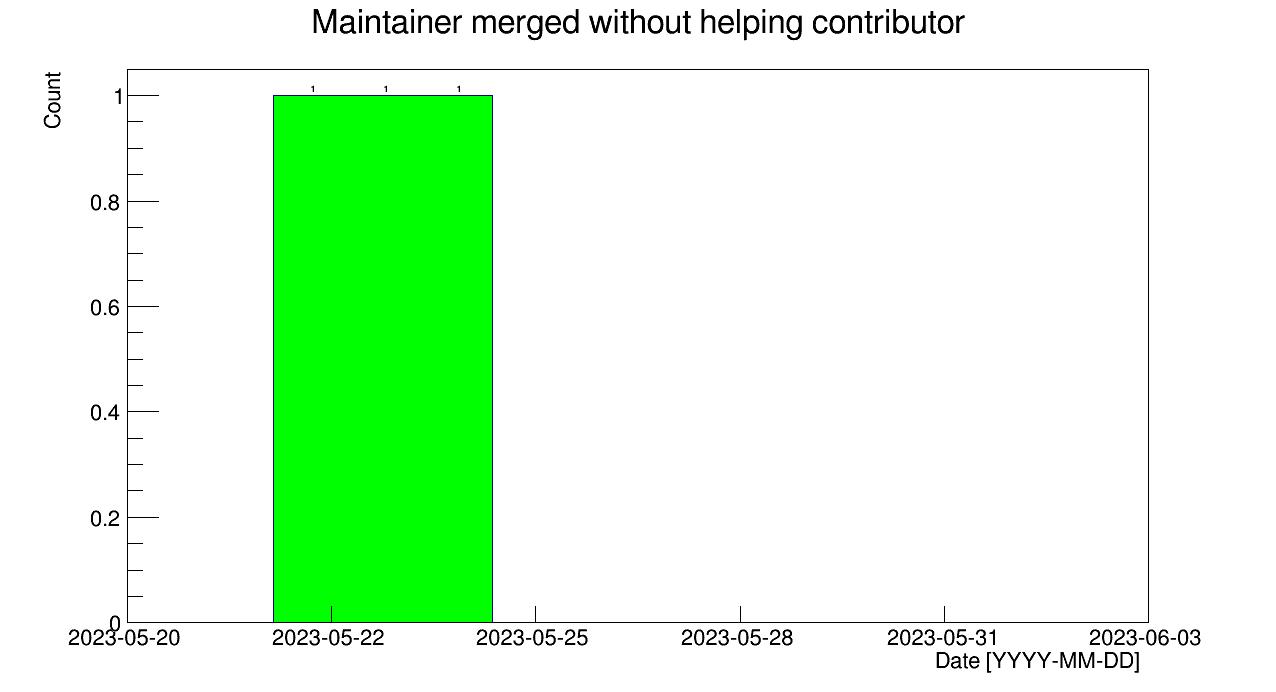 Maintainer merged without helping contributor
Count
1 1 1
1
0.8
0.6
0.4
0.2
0
2023-05-20 2023-05-22 2023-05-25 2023-05-28 2023-05-31 2023-06-03
Date [YYYY-MM-DD]